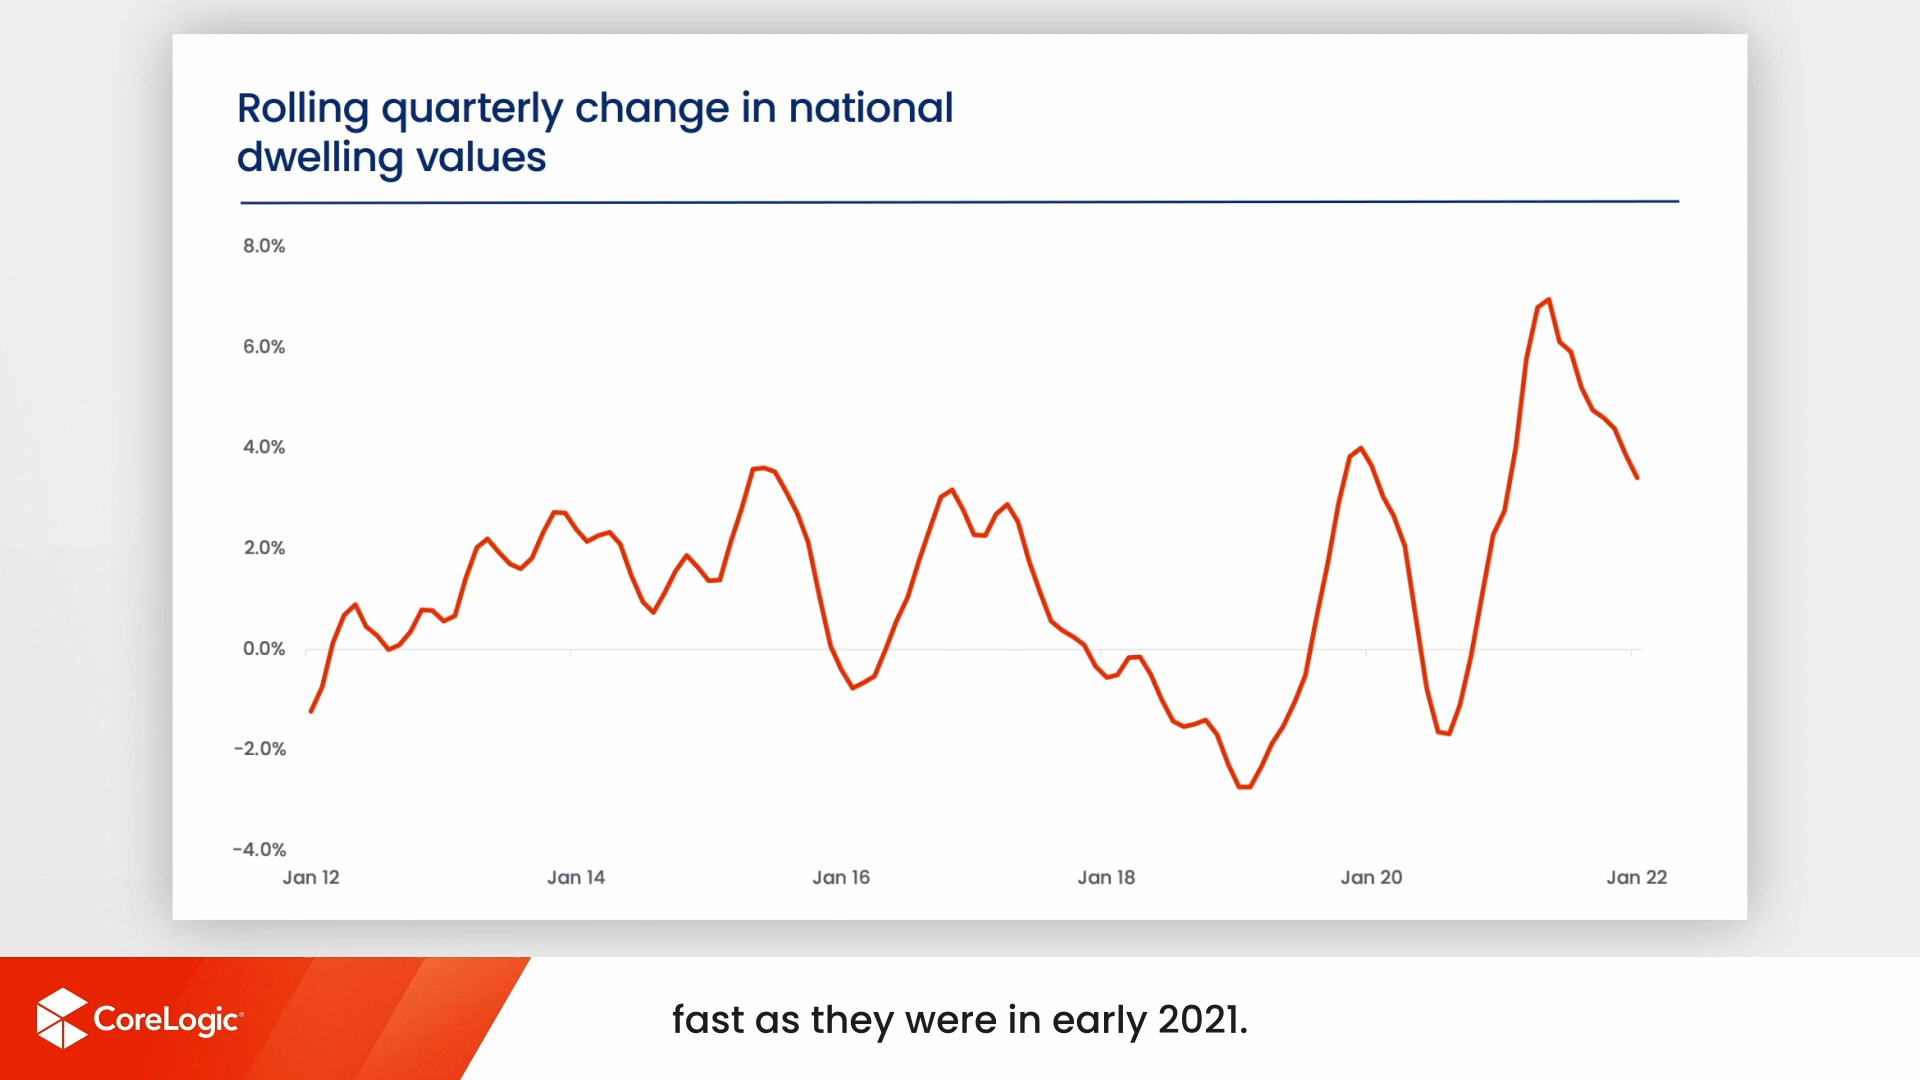 Rolling quarterly change in national
dwelling values
8.0%
6.0%
4.0%
2.0%
0.0%
-2.0%
-4.0%
Jan 12
Jan 14
Jan 16
Jan 18
Jan 20
Jan 22
CoreLogic
fast as they were in early 2021.